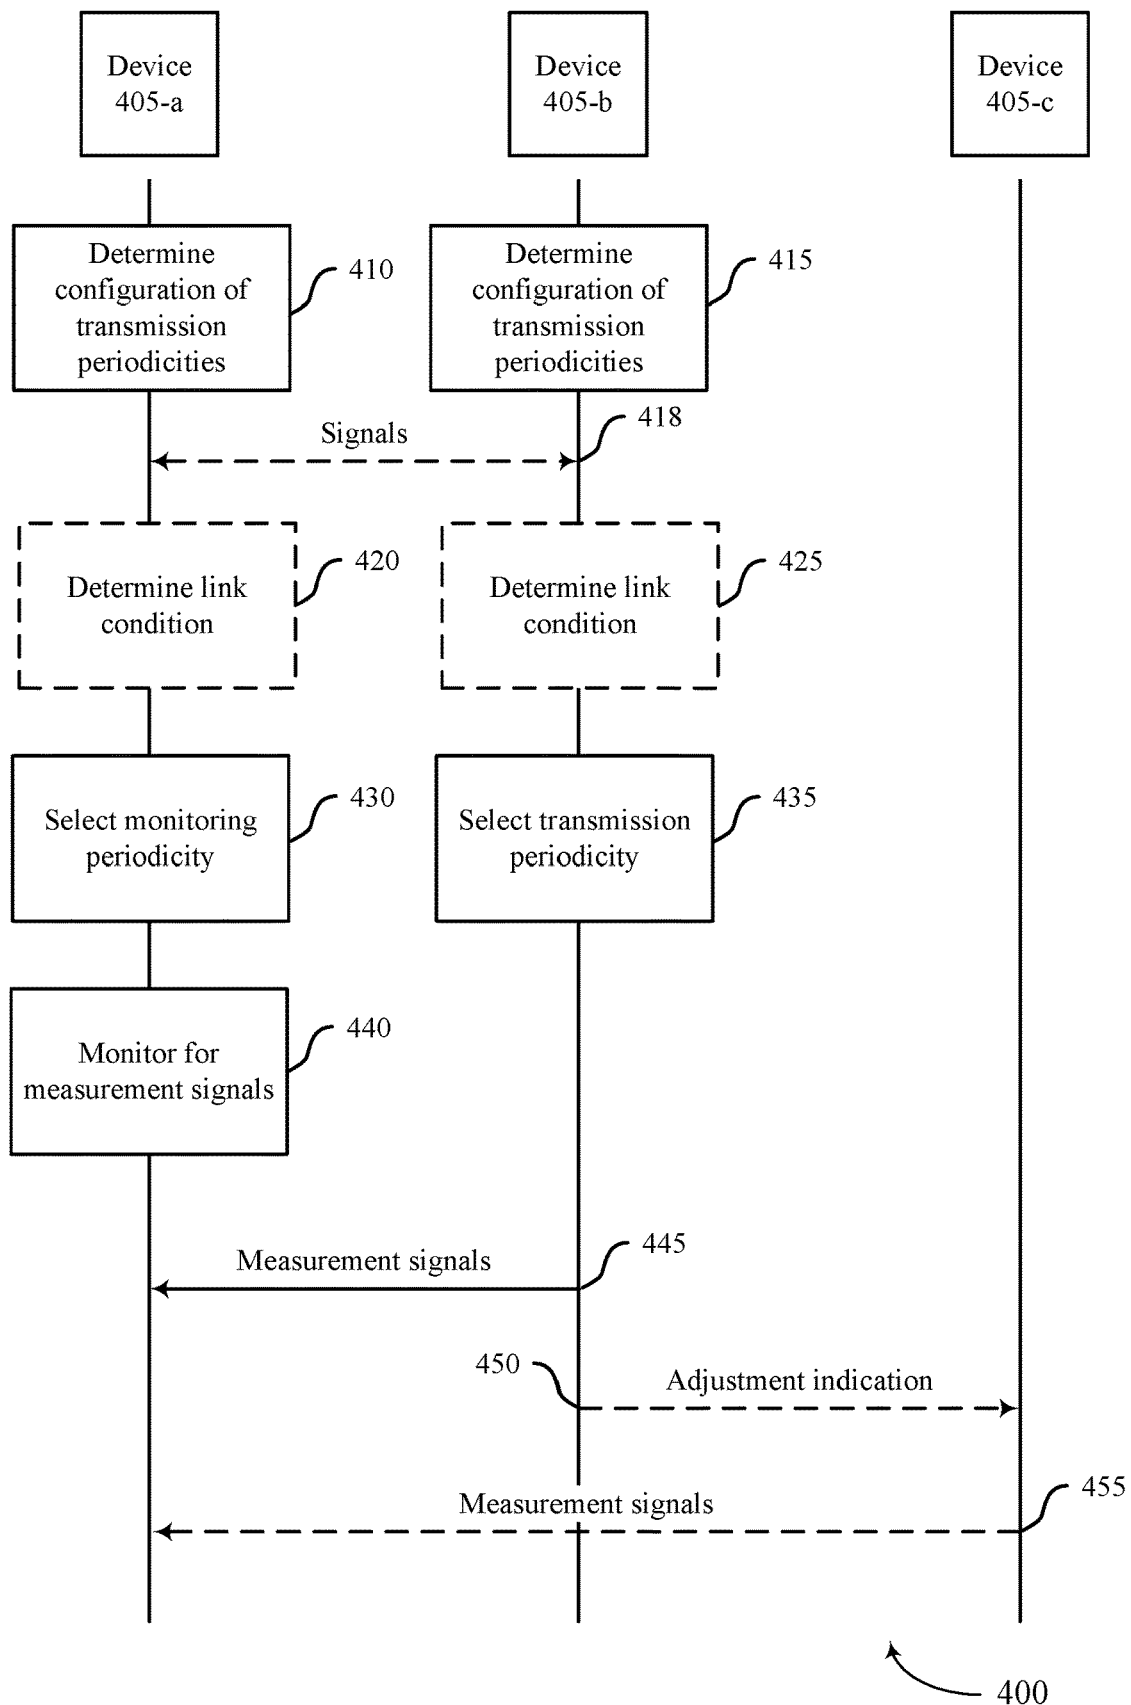 Device
405-a
Device
405-b
Device
405-c
Determine
configuration of
transmission
periodicities
410
Determine
configuration of
transmission
periodicities
415
Signals
418
Determine link
condition
420
Determine link
condition
425
Select monitoring
periodicity
430
Select transmission
periodicity
435
Monitor for
measurement signals
440
Measurement signals
445
450
Adjustment indication
Measurement signals
455
400